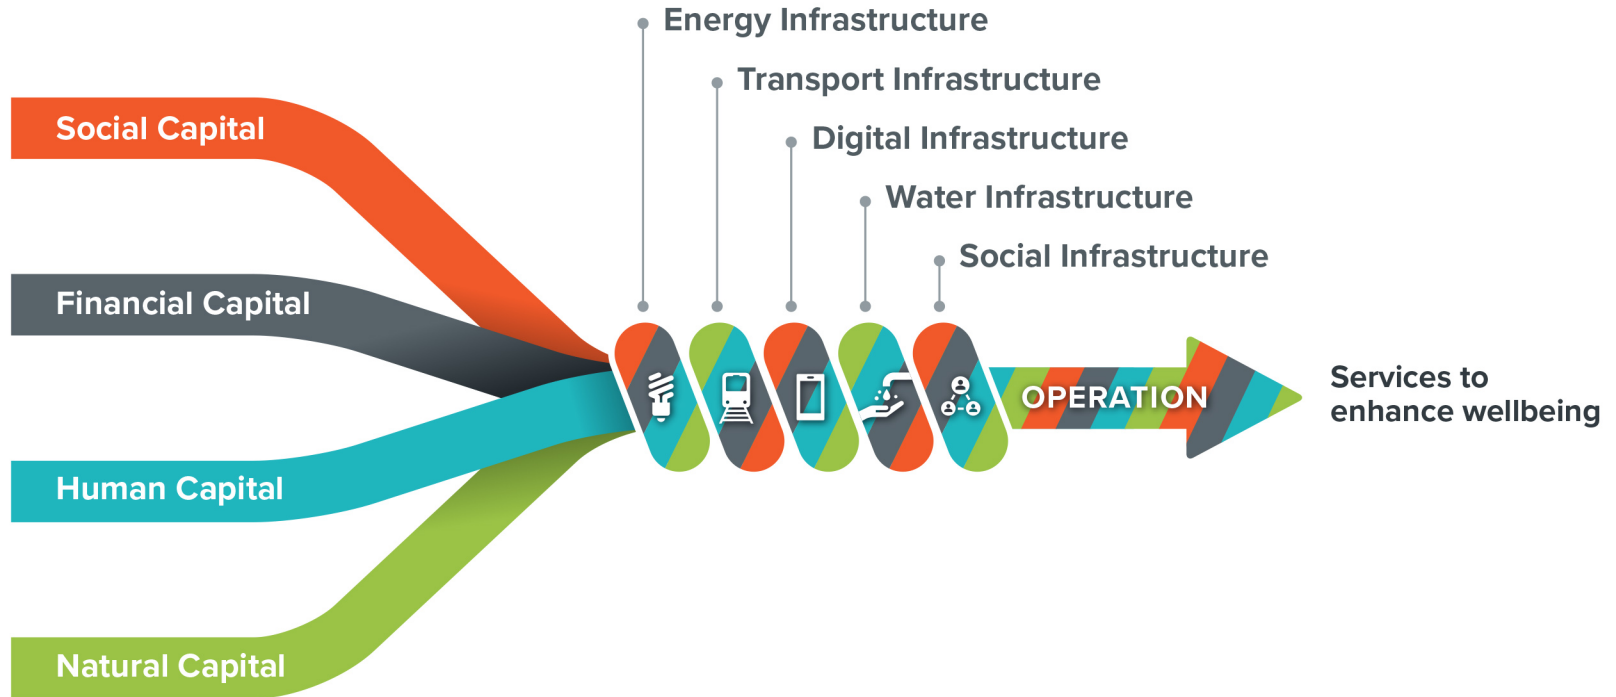 Energy Infrastructure
Transport Infrastructure
Digital Infrastructure
Water Infrastructure
Social Infrastructure
Social Capital
Financial Capital
Human Capital
Natural Capital
OPERATION
Services to
enhance wellbeing